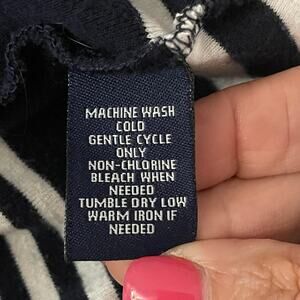 MACHINE WASH
COLD
GENTLE CYCLE
ONLY
NON-CHLORINE
BLEACH WHEN
NEEDED
TUMBLE DRY LOW
WARM IRON IF
NEEDED